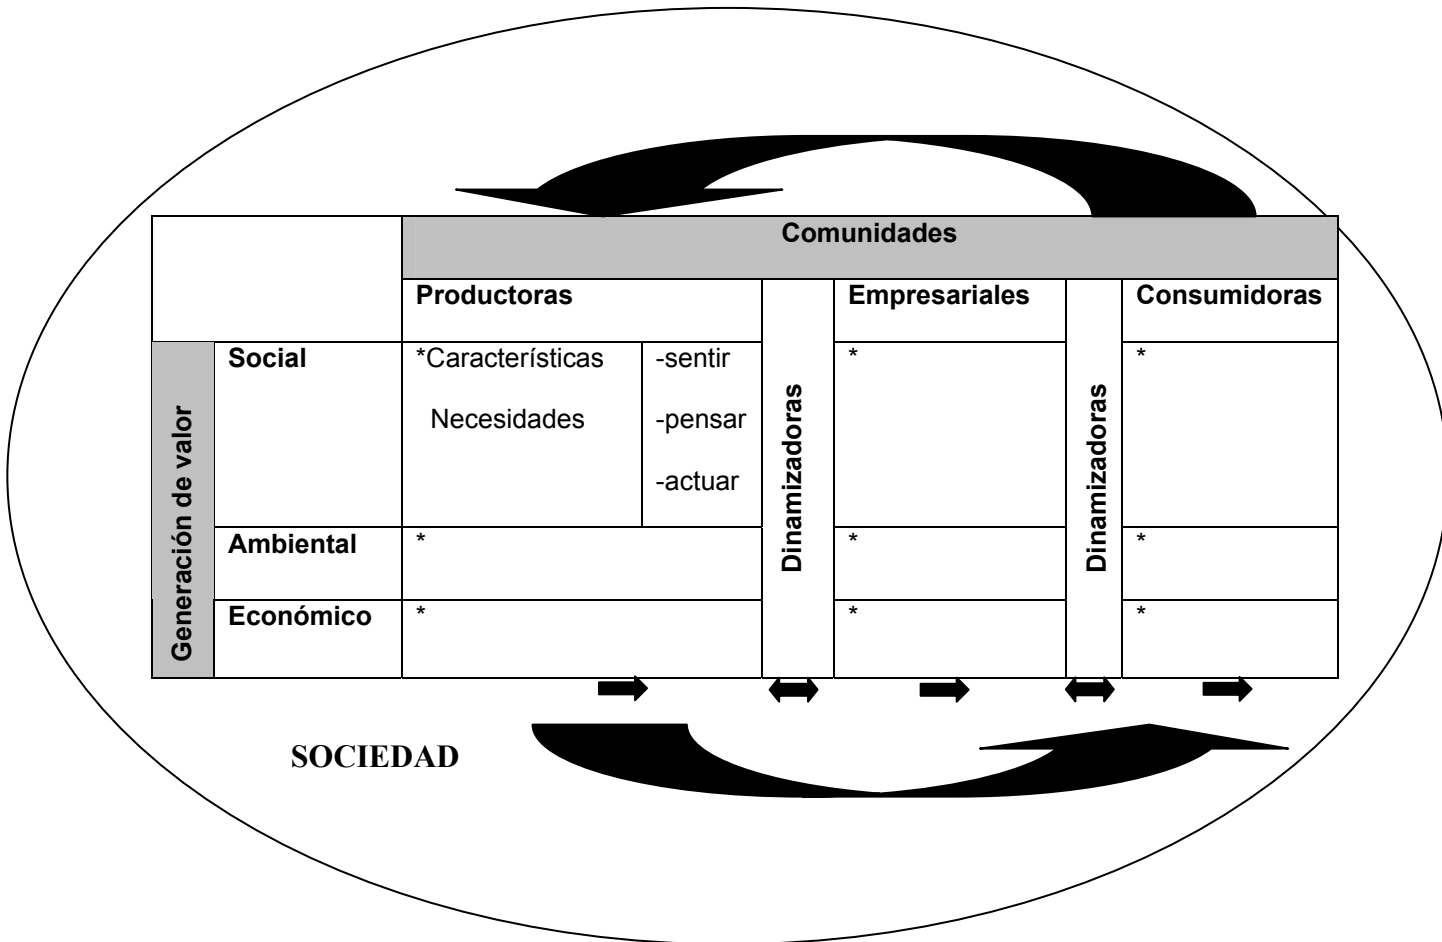 Comunidades
Productoras
Empresariales
Consumidoras
Dinamizadoras
Dinamizadoras
Generación de valor
Social
*Características
Necesidades
-sentir
-pensar
-actuar
*
*
Ambiental
*
*
*
Económico
*
*
*
SOCIEDAD